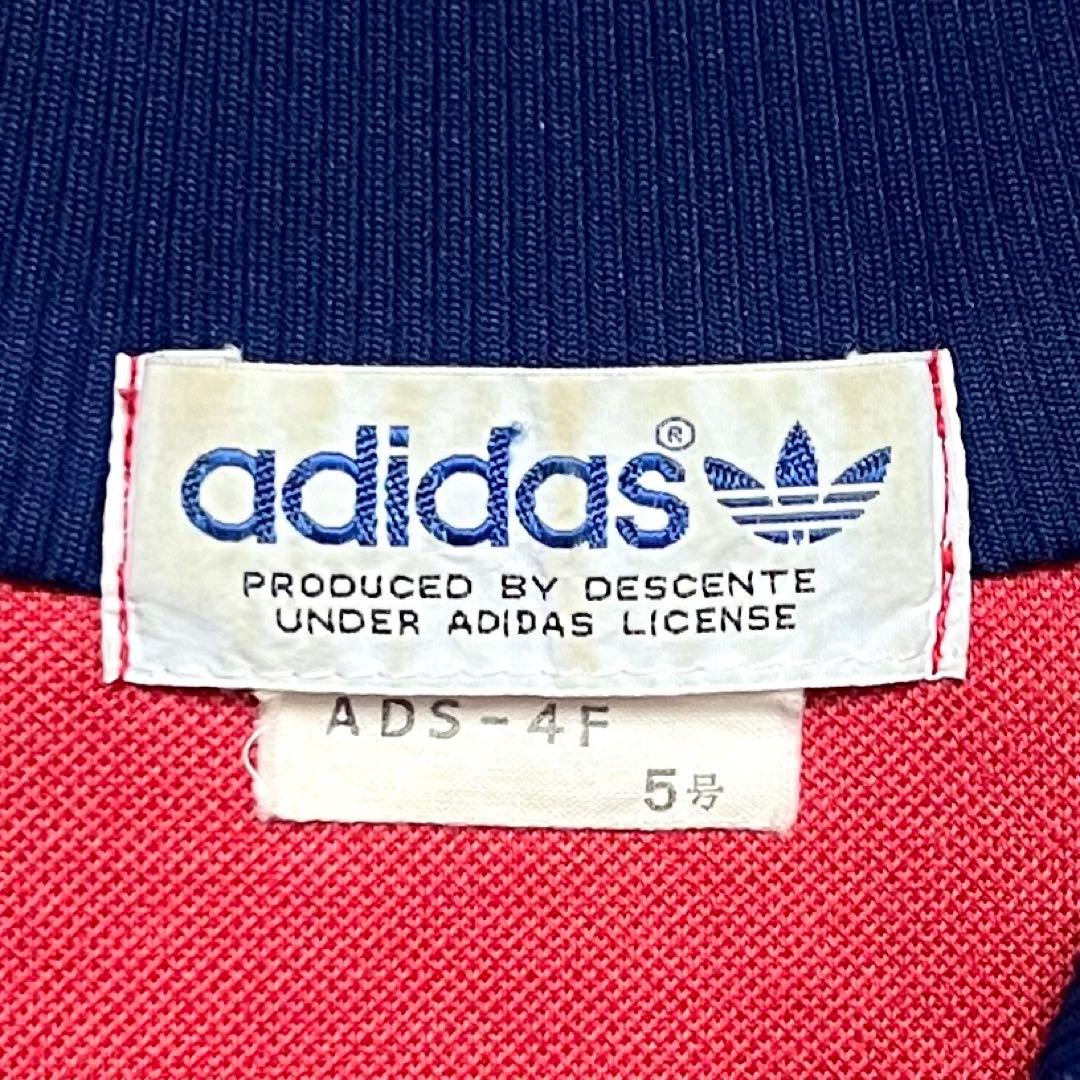 adidas®
PRODUCED BY DESCENTE
UNDER ADIDAS LICENSE
ADS-4F
5号